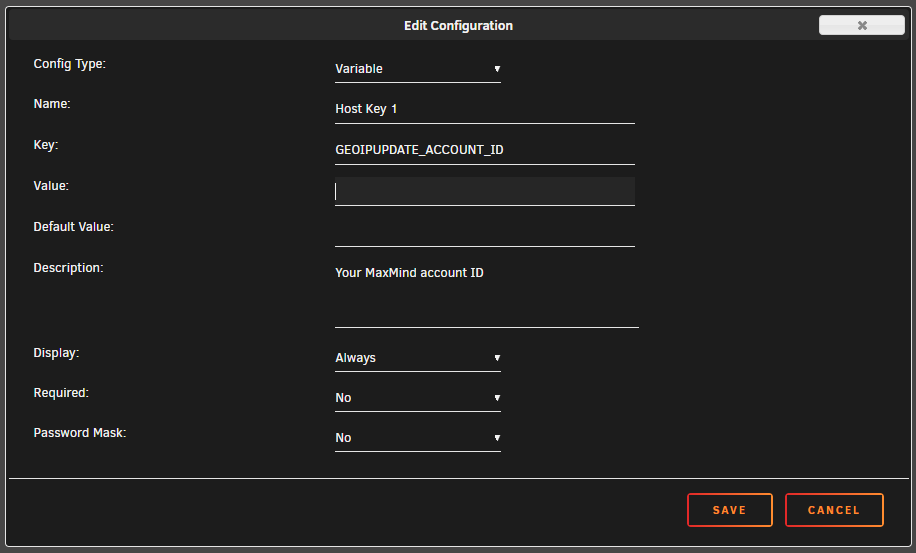 Edit Configuration
Config Type: Variable
Name: Host Key 1
Key: GEOIPUPDATE_ACCOUNT_ID
Value:
Default Value:
Description: Your MaxMind account ID
Display: Always
Required: No
Password Mask: No
SAVE CANCEL